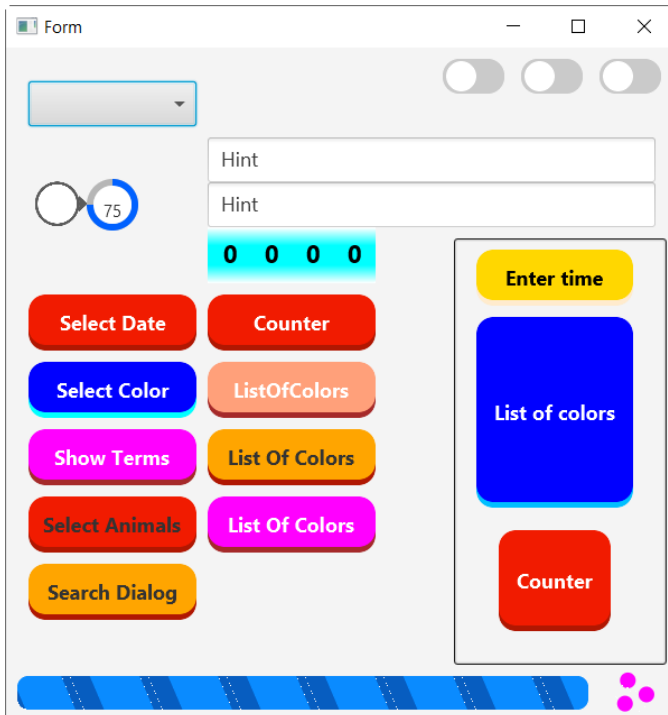 Form
Hint
75
Hint
0 0 0 0
Enter time
Select Date
Counter
Select Color
ListOfColors
List of colors
Show Terms
List Of Colors
Select Animals
List Of Colors
Search Dialog
Counter